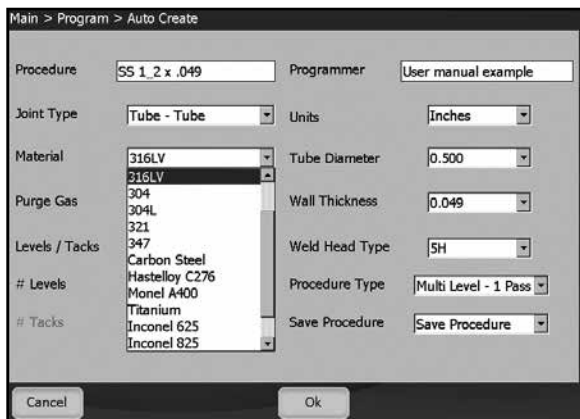 Main > Program > Auto Create
Procedure SS 1_2 x .049 Programmer User manual example
Joint Type Tube - Tube Units Inches
Material 316LV Tube Diameter 0.500
316LV
304
Purge Gas Wall Thickness 0.049
304L
321
347
Levels / Tacks Weld Head Type 5H
Carbon Steel
Hastelloy C276
# Levels Procedure Type Multi Level - 1 Pass
Monel A400
Titanium
# Tacks Save Procedure Save Procedure
Inconel 625
Inconel 825
Cancel Ok